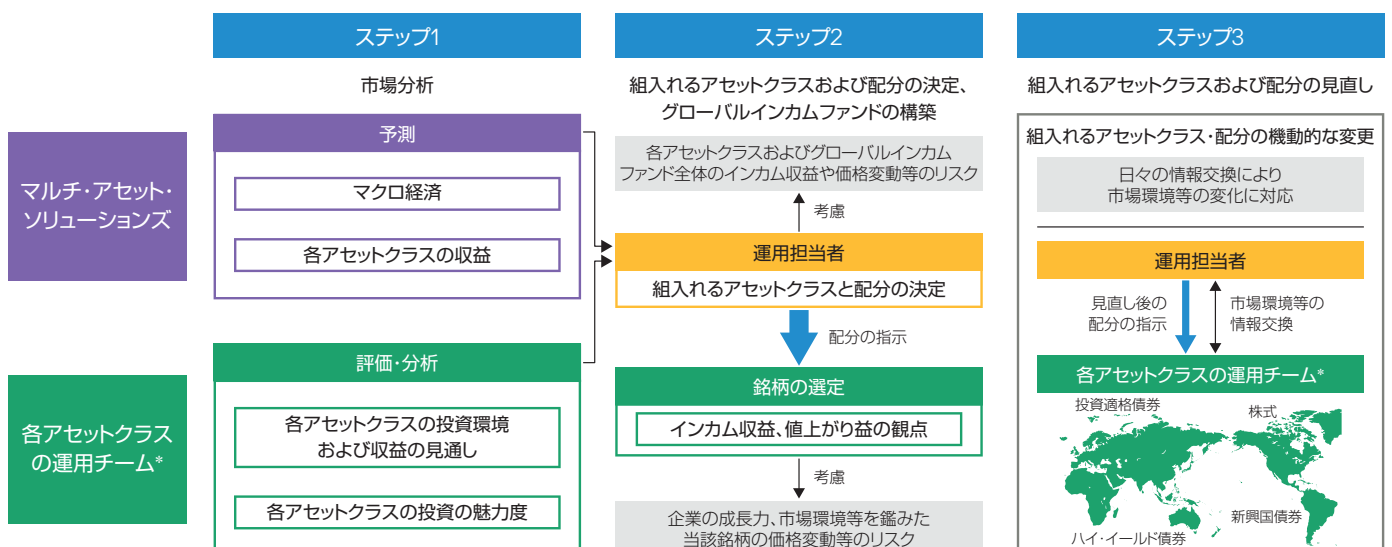 ステップ1
市場分析
マルチ・アセット・
ソリューションズ
予測
マクロ経済
各アセットクラスの収益
各アセットクラス
の運用チーム*
評価・分析
各アセットクラスの投資環境
および収益の見通し
各アセットクラスの投資の魅力度
ステップ2
組入れるアセットクラスおよび配分の決定、
グローバルインカムファンドの構築
各アセットクラスおよびグローバルインカム
ファンド全体のインカム収益や価格変動等のリスク
考慮
運用担当者
組入れるアセットクラスと配分の決定
配分の指示
銘柄の選定
インカム収益、値上がり益の観点
考慮
企業の成長力、市場環境等を鑑みた
当該銘柄の価格変動等のリスク
ステップ3
組入れるアセットクラスおよび配分の見直し
組入れるアセットクラス・配分の機動的な変更
日々の情報交換により
市場環境等の変化に対応
運用担当者
見直し後の
配分の指示
市場環境等の
情報交換
各アセットクラスの運用チーム*
投資適格債券
株式
新興国債券
ハイ・イールド債券